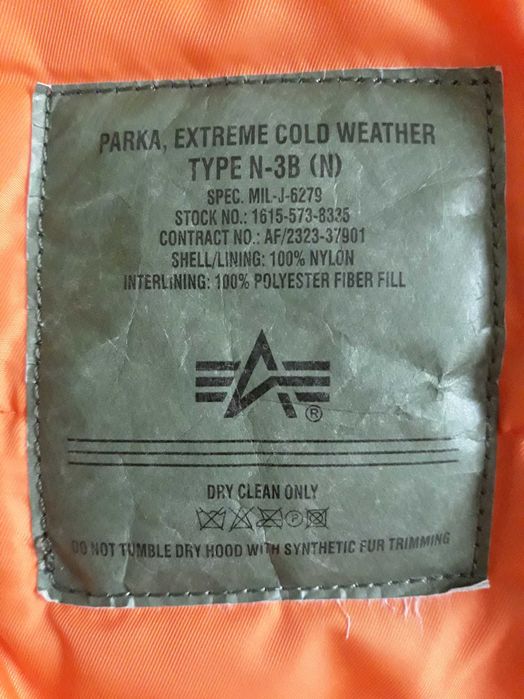 PARKA, EXTREME COLD WEATHER
TYPE N-3B (N)
SPEC. MIL-J-6279
STOCK NO.: 1615-573-8335
CONTRACT NO.: AF/2323-37901
SHELL/LINING: 100% NYLON
INTERLINING: 100% POLYESTER FIBER FILL
®
DRY CLEAN ONLY
DO NOT TUMBLE DRY HOOD WITH SYNTHETIC FUR TRIMMING